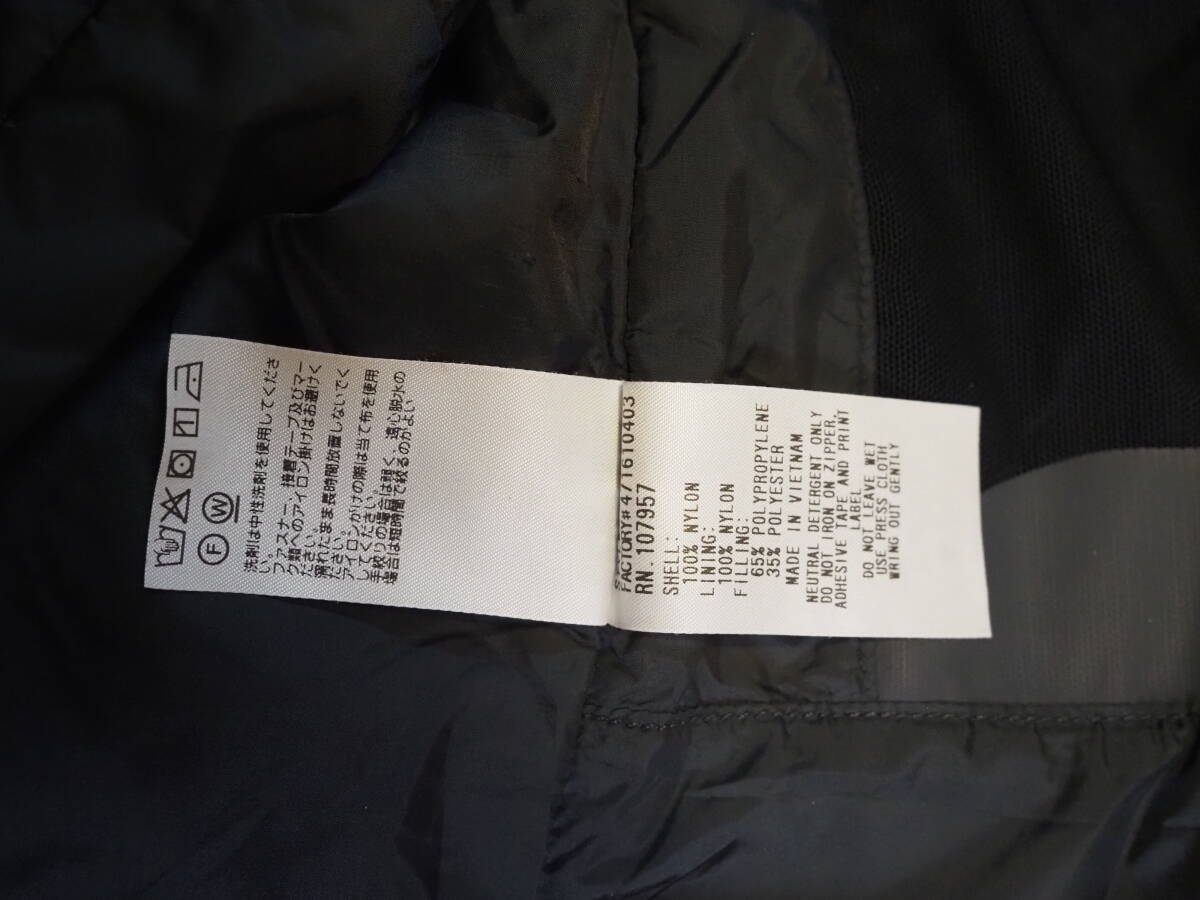 洗剤は中性洗剤を使用してくださ
い。
ファスナニン、接着テープ及びマー
ク類へのアイロン掛けはお避けく
ださい。
濡れたまま長時間放置しないでく
ださい。
アイロンがけの際は当て布を使用
してください。
手絞りの場合は弱く、遠心脱水の
場合は短時間で絞るのがよい
FACTORY#471610403
RN.107957
SHELL:
100% NYLON
LINING:
100% NYLON
FILLING:
65% POLYPROPYLENE
35% POLYESTER
MADE IN VIETNAM
NEUTRAL DETERGENT ONLY
DO NOT IRON ON ZIPPER,
ADHESIVE TAPE AND PRINT
LABEL
DO NOT LEAVE WET
USE PRESS CLOTH
WRING OUT GENTLY
F
W